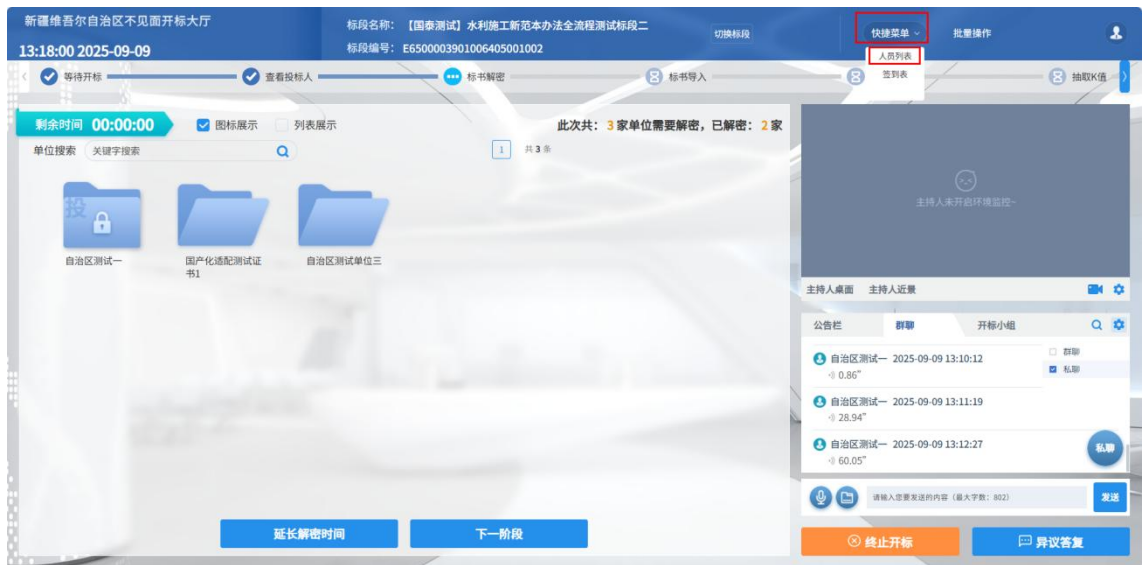 新疆维吾尔自治区不见面开标大厅
13:18:00 2025-09-09
标段名称： 【国泰测试】水利施工新范本办法全流程测试标段二
标段编号： E6500003901006405001002
切换标段
快捷菜单
批量操作
人员列表
签到表
等待开标
查看投标人
标书解密
标书导入
抽取K值
剩余时间 00:00:00
图标展示
列表展示
此次共： 3 家单位需要解密，已解密： 2 家
单位搜索 关键字搜索
1 共 3 条
投
自治区测试一
国产化适配测试证
书1
自治区测试单位三
主持人未开启环境监控~
主持人桌面 主持人近景
公告栏 群聊 开标小组
群聊
私聊
自治区测试一 2025-09-09 13:10:12
0.86"
自治区测试一 2025-09-09 13:11:19
28.94"
自治区测试一 2025-09-09 13:12:27
60.05"
私聊
请输入您要发送的内容（最大字数：802）
发送
延长解密时间
下一阶段
终止开标
异议答复